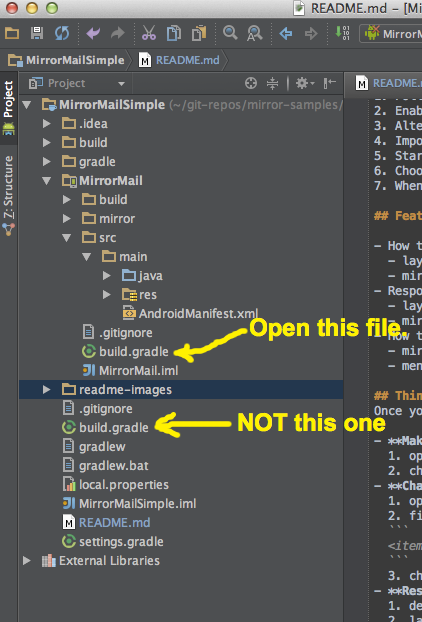 README.md - [Mi
MirrorMailSimple
README.md
MirrorM
Project
Z: Structure
Project
MirrorMailSimple (~/git-repos/mirror-samples/
.idea
build
gradle
MirrorMail
build
mirror
src
main
java
res
AndroidManifest.xml
.gitignore
build.gradle
MirrorMail.iml
readme-images
.gitignore
build.gradle
gradlew
gradlew.bat
local.properties
MirrorMailSimple.iml
README.md
settings.gradle
External Libraries
Open this file.
NOT this one
README.md
2. Enab
3. Alte
4. Impo
5. Star
6. Choo
7. When
## Feat
- How t
- lay
- mir
- Respo
- lay
- mir
- How t
- mir
- men
## Thin
Once yo
- **Mak
1. op
2. ch
- **Cha
1. op
2. fi
```
<item
```
3. ch
- **Res
1. de
2. la